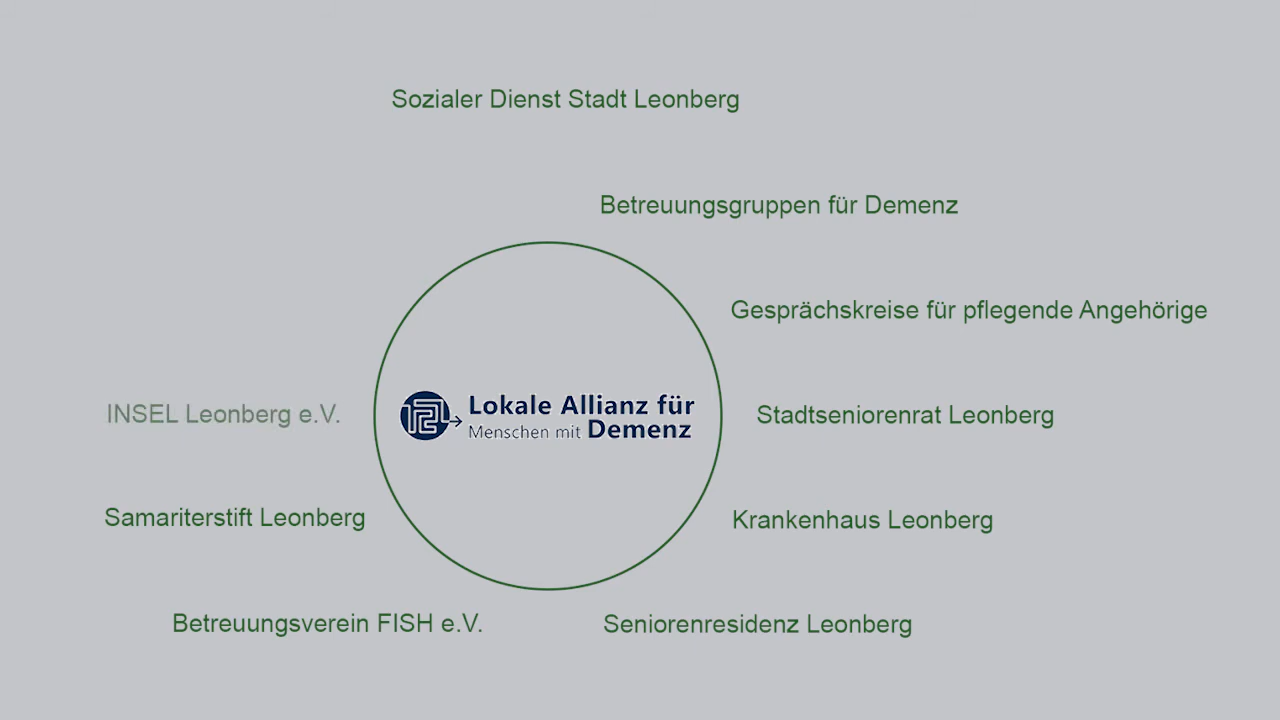 Sozialer Dienst Stadt Leonberg
Betreuungsgruppen für Demenz
Gesprächskreise für pflegende Angehörige
INSEL Leonberg e.V.
Lokale Allianz für
Menschen mit Demenz
Stadtseniorenrat Leonberg
Samariterstift Leonberg
Krankenhaus Leonberg
Betreuungsverein FISH e.V.
Seniorenresidenz Leonberg